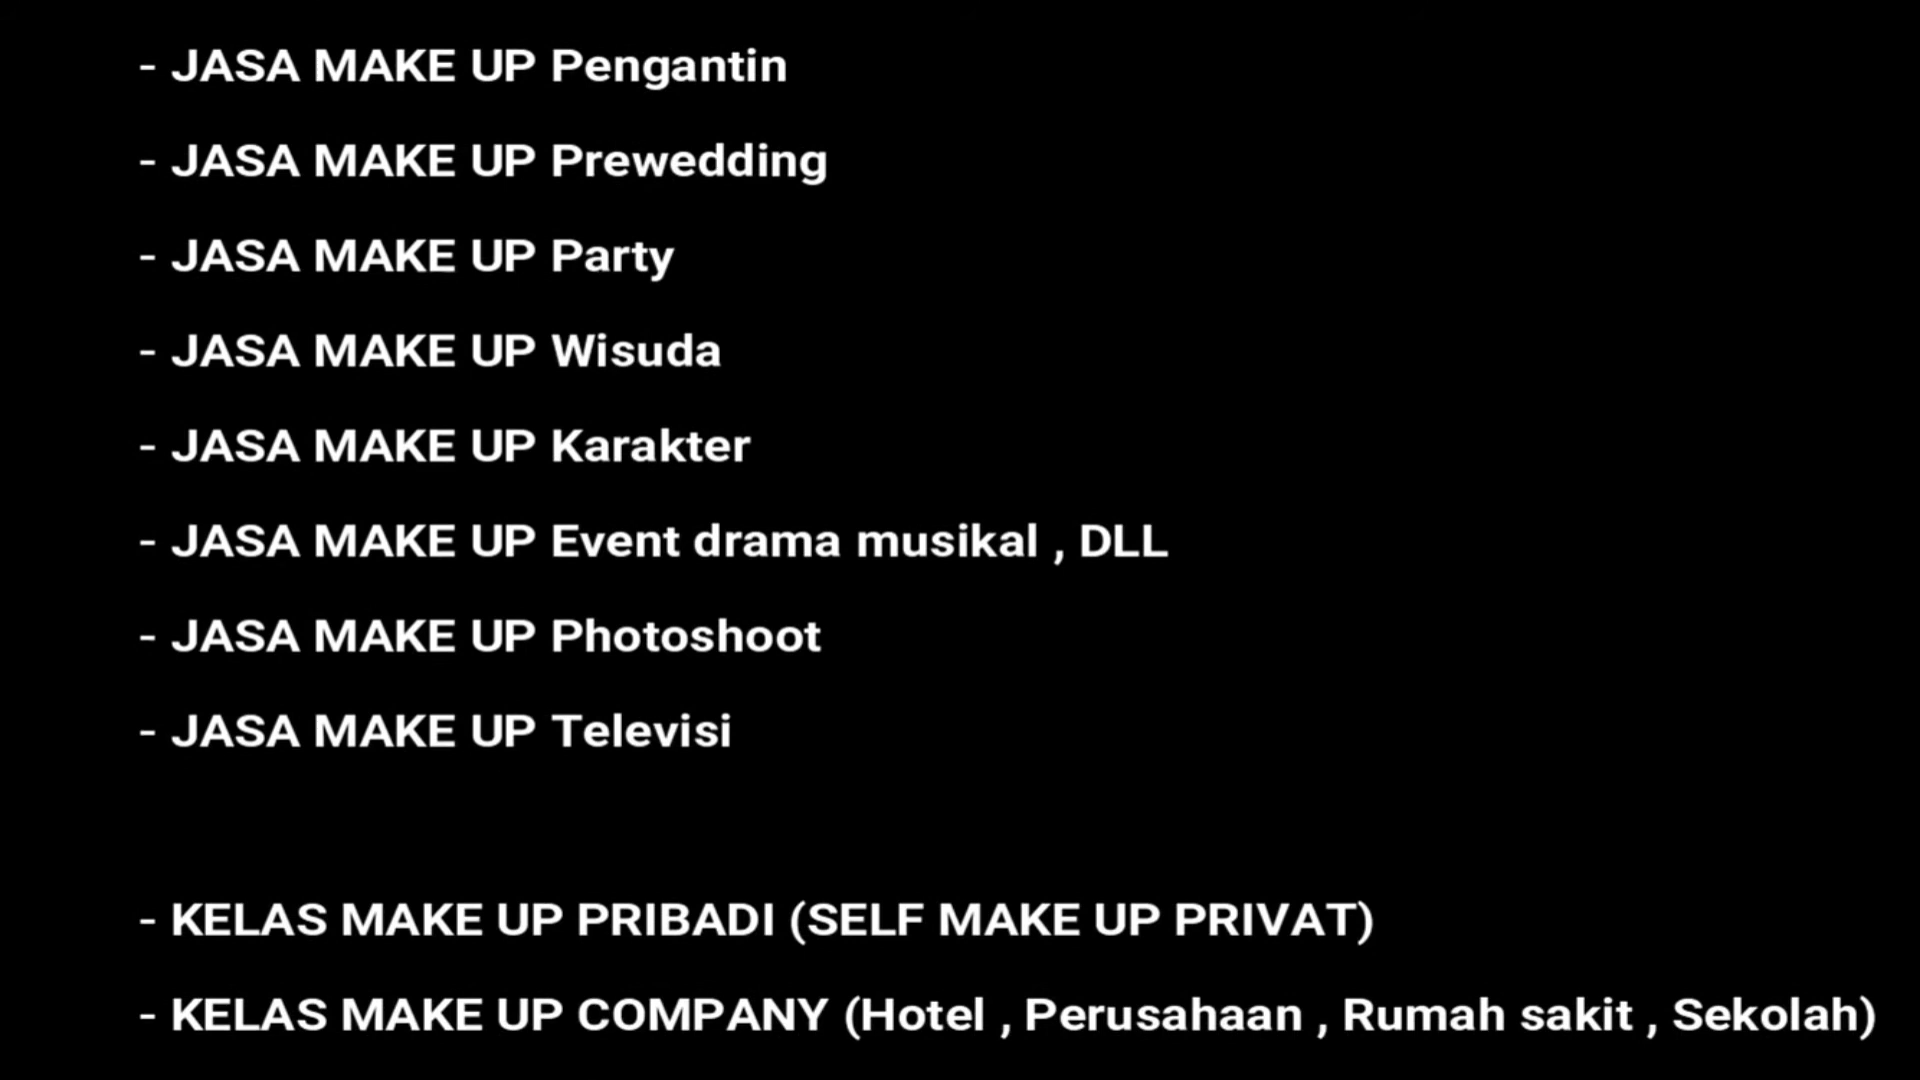 - JASA MAKE UP Pengantin
- JASA MAKE UP Prewedding
- JASA MAKE UP Party
- JASA MAKE UP Wisuda
- JASA MAKE UP Karakter
- JASA MAKE UP Event drama musikal , DLL
- JASA MAKE UP Photoshoot
- JASA MAKE UP Televisi
- KELAS MAKE UP PRIBADI (SELF MAKE UP PRIVAT)
- KELAS MAKE UP COMPANY (Hotel , Perusahaan , Rumah sakit , Sekolah)